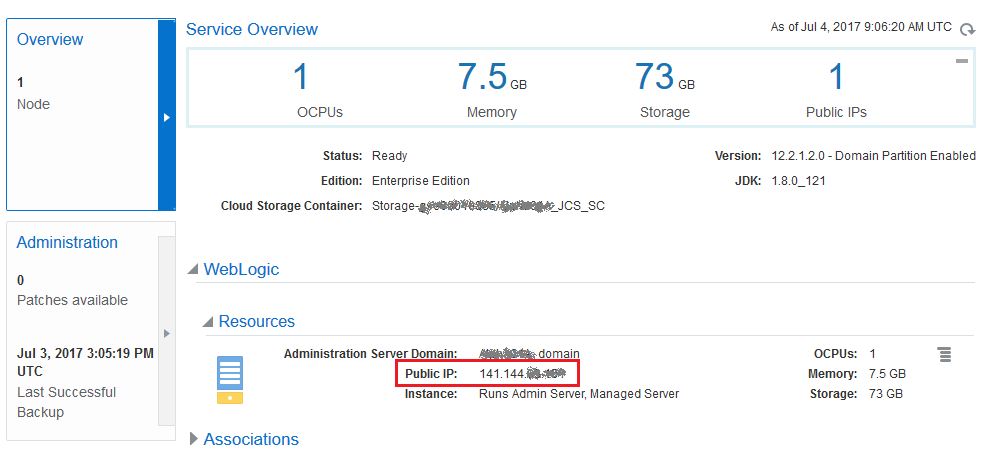 Overview
1
Node
Administration
0
Patches available
Jul 3, 2017 3:05:19 PM
UTC
Last Successful
Backup
Service Overview
As of Jul 4, 2017 9:06:20 AM UTC
1 7.5 GB 73 GB 1
OCPUs Memory Storage Public IPs
Status: Ready Version: 12.2.1.2.0 - Domain Partition Enabled
Edition: Enterprise Edition JDK: 1.8.0_121
Cloud Storage Container: Storage- _JCS_SC
WebLogic
Resources
Administration Server Domain: domain OCPUs: 1
Public IP: 141.144. Memory: 7.5 GB
Instance: Runs Admin Server, Managed Server Storage: 73 GB
Associations